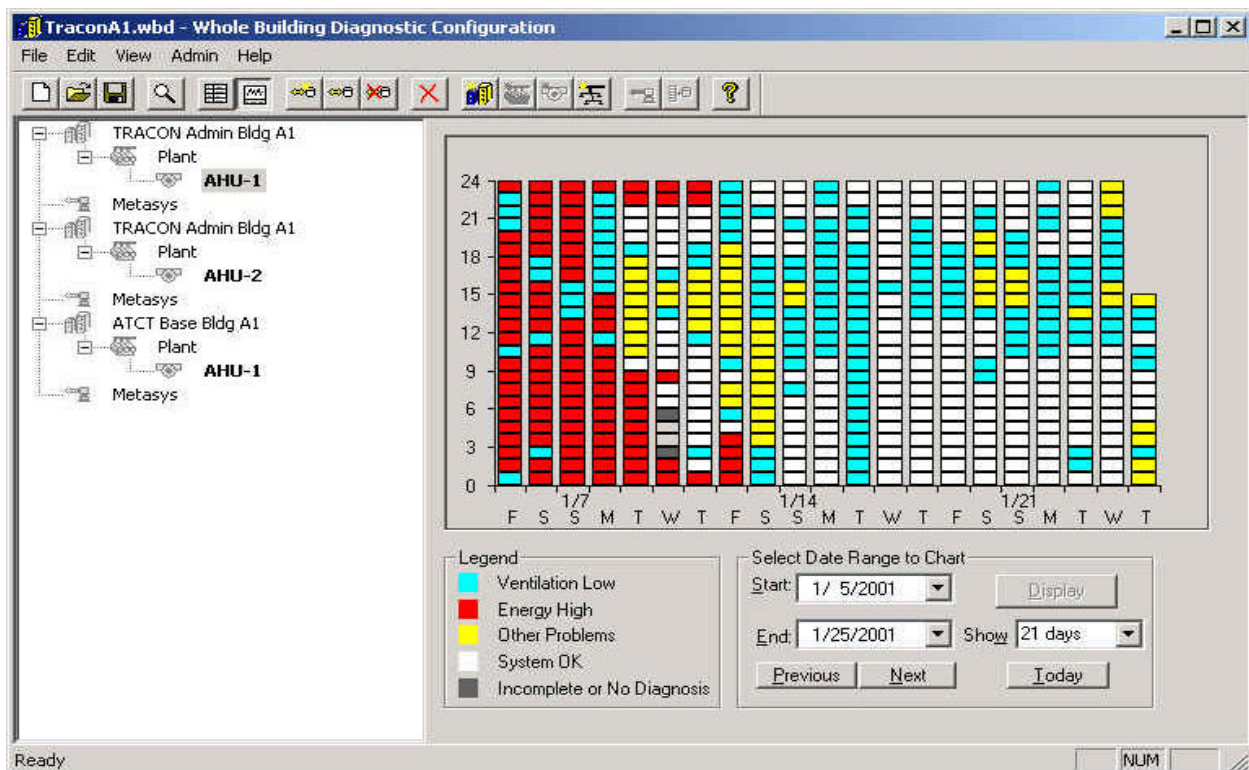 TraconA1.wbd - Whole Building Diagnostic Configuration
File Edit View Admin Help
TRACON Admin Bldg A1
Plant
AHU-1
Metasys
TRACON Admin Bldg A1
Plant
AHU-2
Metasys
ATCT Base Bldg A1
Plant
AHU-1
Metasys
24
21
18
15
12
9
6
3
0
1/7 1/14 1/21
F S S M T W T F S S M T W T F S S M T W T
Legend
Ventilation Low
Energy High
Other Problems
System OK
Incomplete or No Diagnosis
Select Date Range to Chart
Start: 1/ 5/2001 Display
End: 1/25/2001 Show 21 days
Previous Next Today
Ready NUM